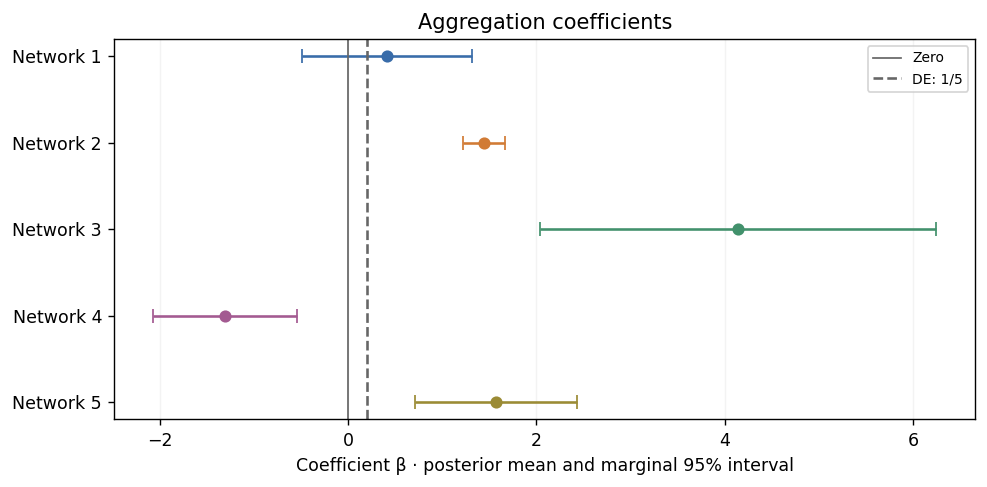 Aggregation coefficients
Network 1
Network 2
Network 3
Network 4
Network 5
Zero
DE: 1/5
−2
0
2
4
6
Coefficient β · posterior mean and marginal 95% interval